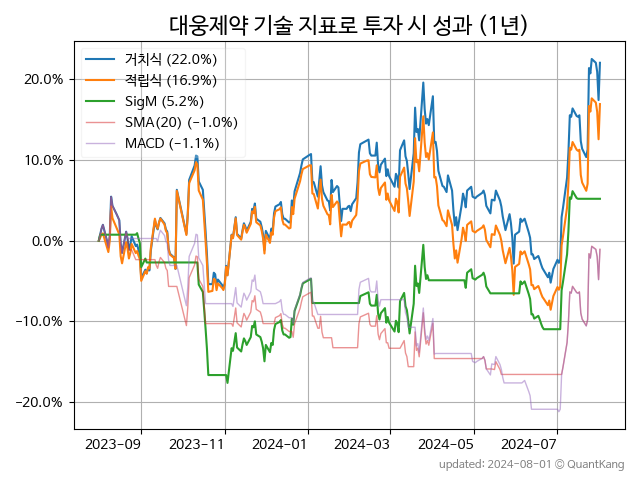 대웅제약 기술 지표로 투자 시 성과 (1년)
거치식 (22.0%)
적립식 (16.9%)
SigM (5.2%)
SMA(20) (−1.0%)
MACD (−1.1%)
20.0%
10.0%
0.0%
−10.0%
−20.0%
2023-09 2023-11 2024-01 2024-03 2024-05 2024-07
updated: 2024-08-01 © QuantKang